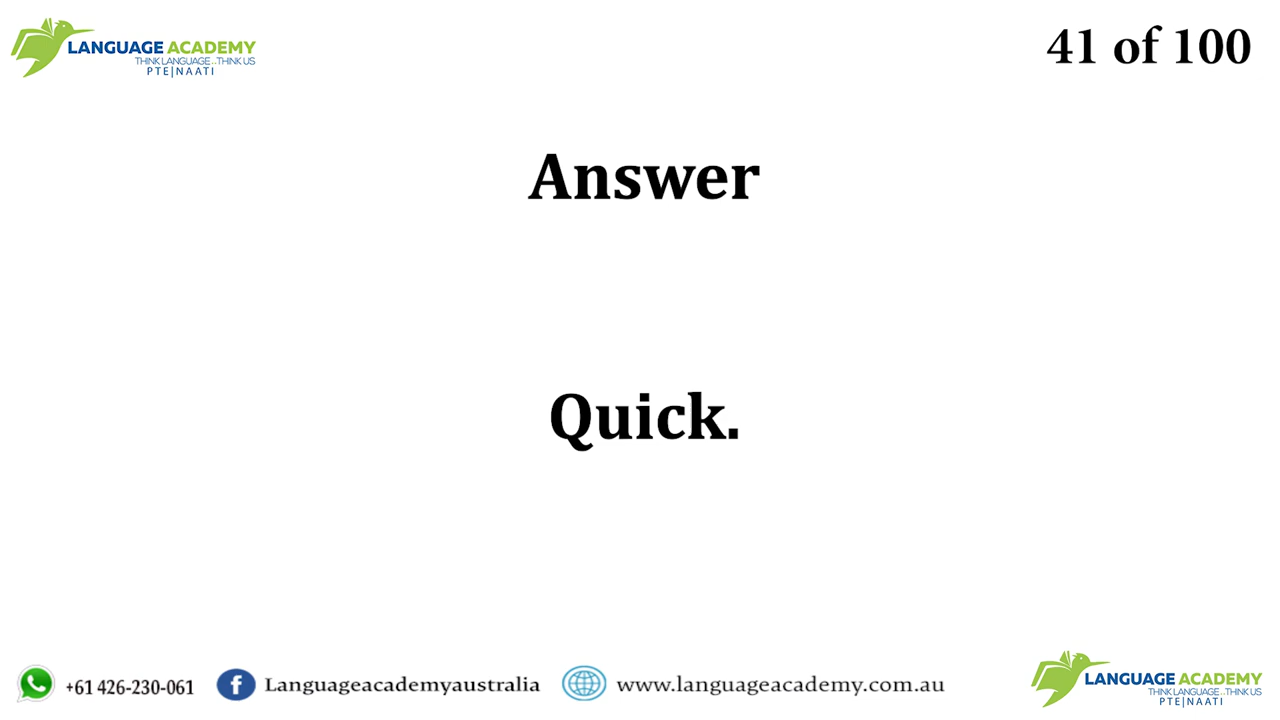 LANGUAGE ACADEMY
THINK LANGUAGE..THINK US
PTE|NAATI
41 of 100
Answer
Quick.
+61 426-230-061
Languageacademyaustralia
www.languageacademy.com.au
LANGUAGE ACADEMY
THINK LANGUAGE..THINK US
PTE|NAATI